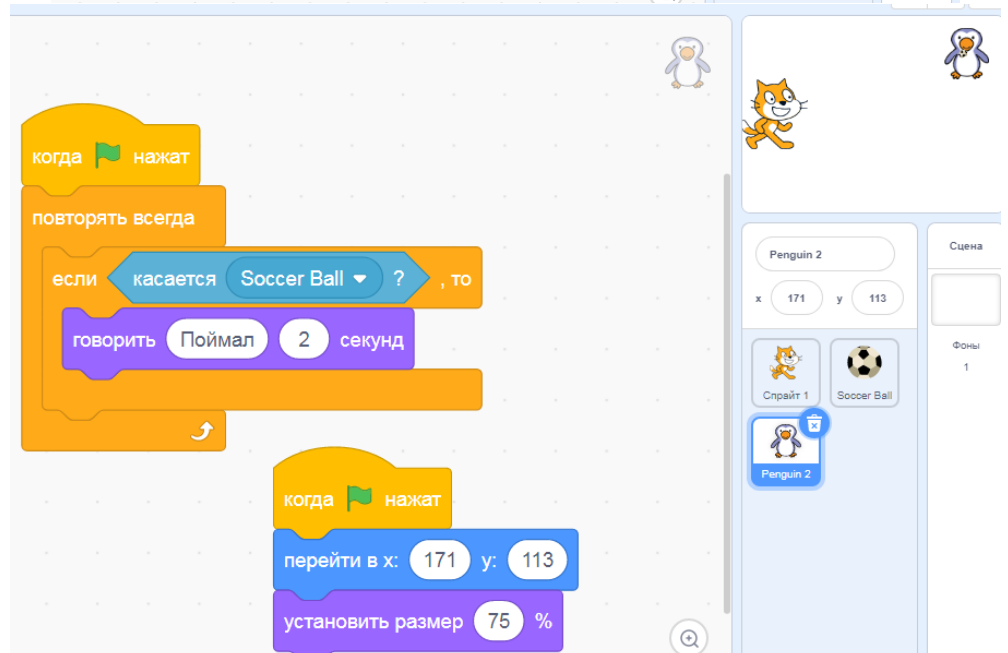 когда нажат
повторять всегда
если касается Soccer Ball ? , то
говорить Поймал 2 секунд
когда нажат
перейти в x: 171 y: 113
установить размер 75 %
Penguin 2
x 171 y 113
Спрайт 1
Soccer Ball
Penguin 2
Сцена
Фоны
1